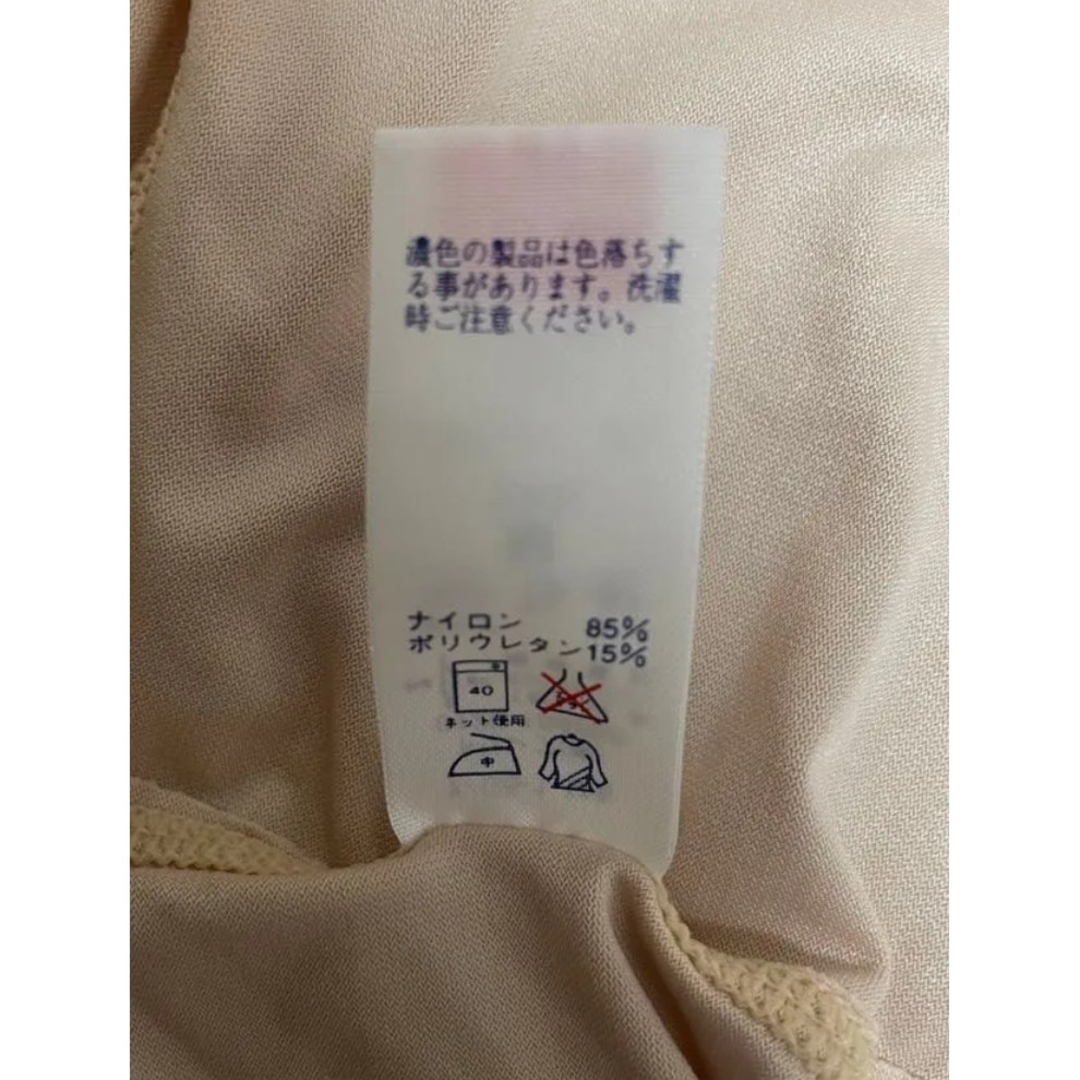 濃色の製品は色落ちす
る事があります。洗濯
時ご注意ください。
ナイロン 85%
ポリウレタン 15%
40
ネット使用
中